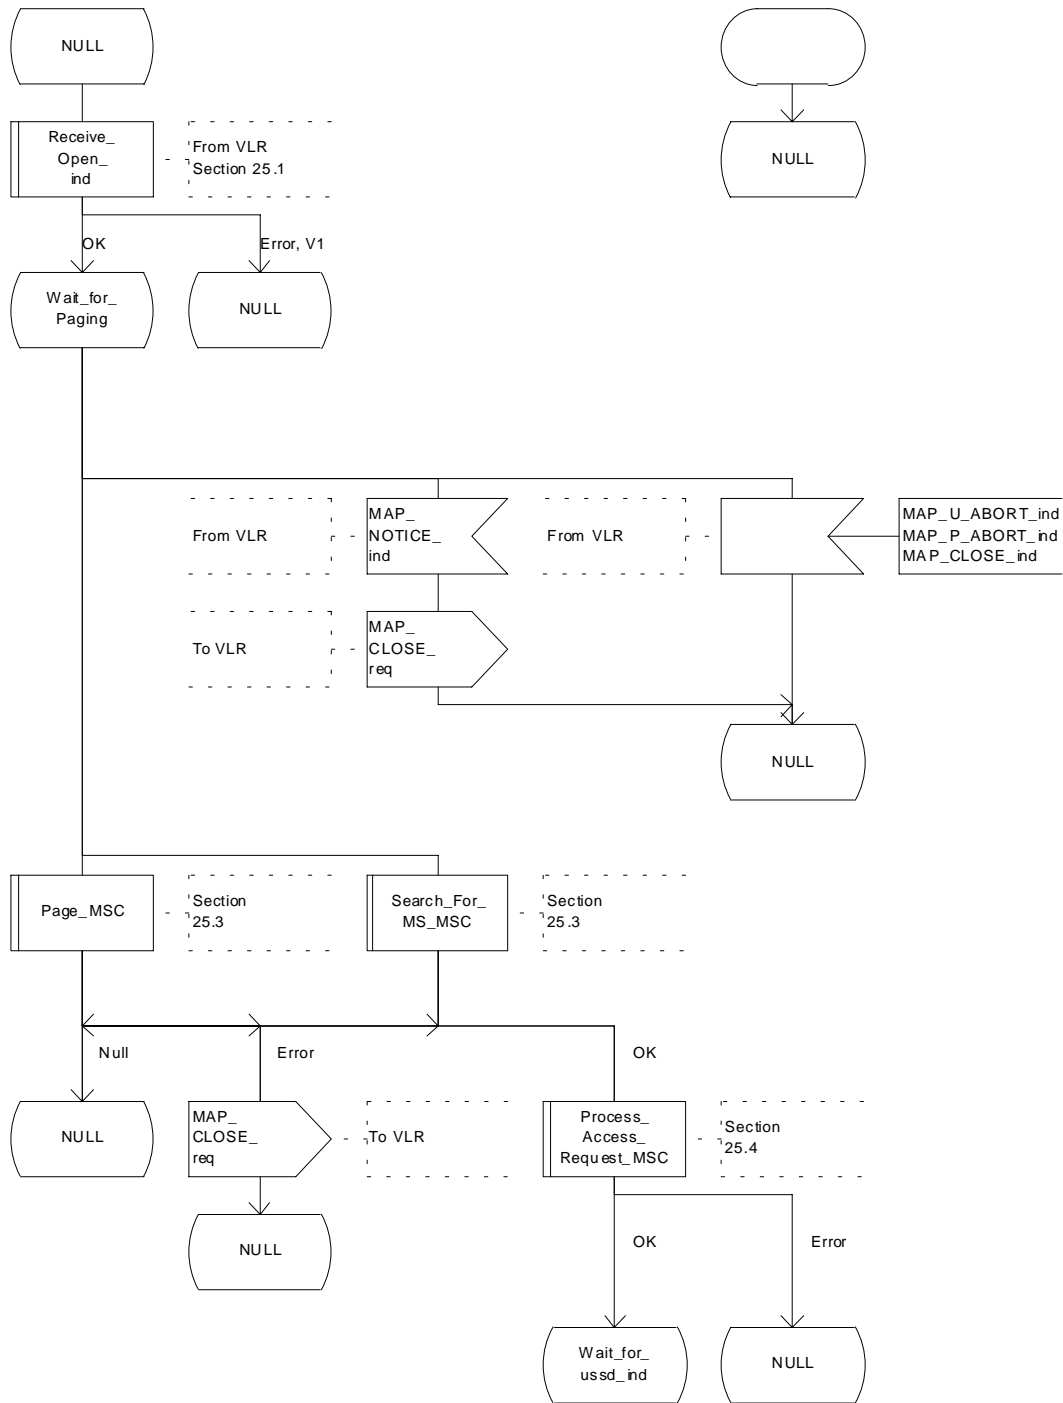 NULL
Receive_
Open_
ind
From VLR
Section 25.1
NULL
OK
Error, V1
Wait_for_
Paging
NULL
From VLR
MAP_
NOTICE_
ind
From VLR
MAP_U_ABORT_ind
MAP_P_ABORT_ind
MAP_CLOSE_ind
To VLR
MAP_
CLOSE_
req
NULL
Page_MSC
Section
25.3
Search_For_
MS_MSC
Section
25.3
Null
Error
OK
NULL
MAP_
CLOSE_
req
To VLR
Process_
Access_
Request_MSC
Section
25.4
NULL
OK
Error
Wait_for_
ussd_ind
NULL